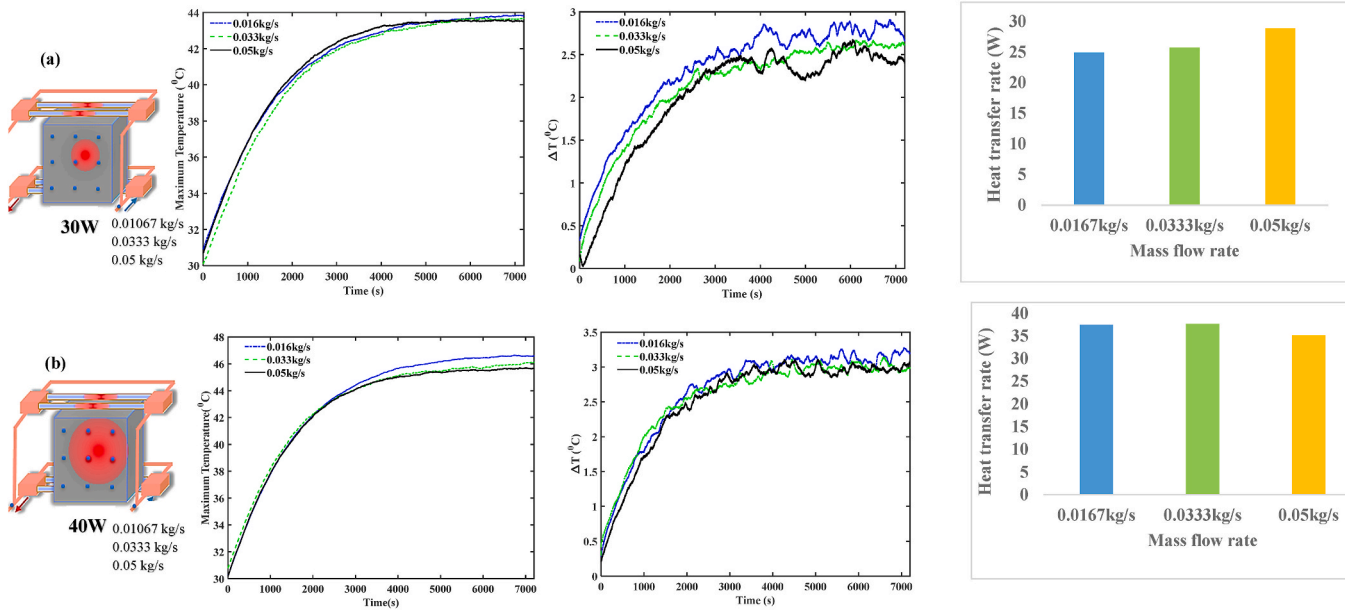 (a)
30W
0.01067 kg/s
0.0333 kg/s
0.05 kg/s
0.016kg/s
0.033kg/s
0.05kg/s
Maximum Temperature (⁰C)
44
42
40
38
36
34
32
30
0 1000 2000 3000 4000 5000 6000 7000
Time (s)
0.016kg/s
0.033kg/s
0.05kg/s
ΔT (⁰C)
3
2.5
2
1.5
1
0.5
0
0 1000 2000 3000 4000 5000 6000 7000
Time (s)
Heat transfer rate (W)
30
25
20
15
10
5
0
0.0167kg/s 0.0333kg/s 0.05kg/s
Mass flow rate
(b)
40W
0.01067 kg/s
0.0333 kg/s
0.05 kg/s
0.016kg/s
0.033kg/s
0.05kg/s
Maximum Temperature(⁰C)
48
46
44
42
40
38
36
34
32
30
0 1000 2000 3000 4000 5000 6000 7000
Time(s)
0.016kg/s
0.033kg/s
0.05kg/s
ΔT (⁰C)
3.5
3
2.5
2
1.5
1
0.5
0
0 1000 2000 3000 4000 5000 6000 7000
Time (s)
Heat transfer rate (W)
40
35
30
25
20
15
10
5
0
0.0167kg/s 0.0333kg/s 0.05kg/s
Mass flow rate